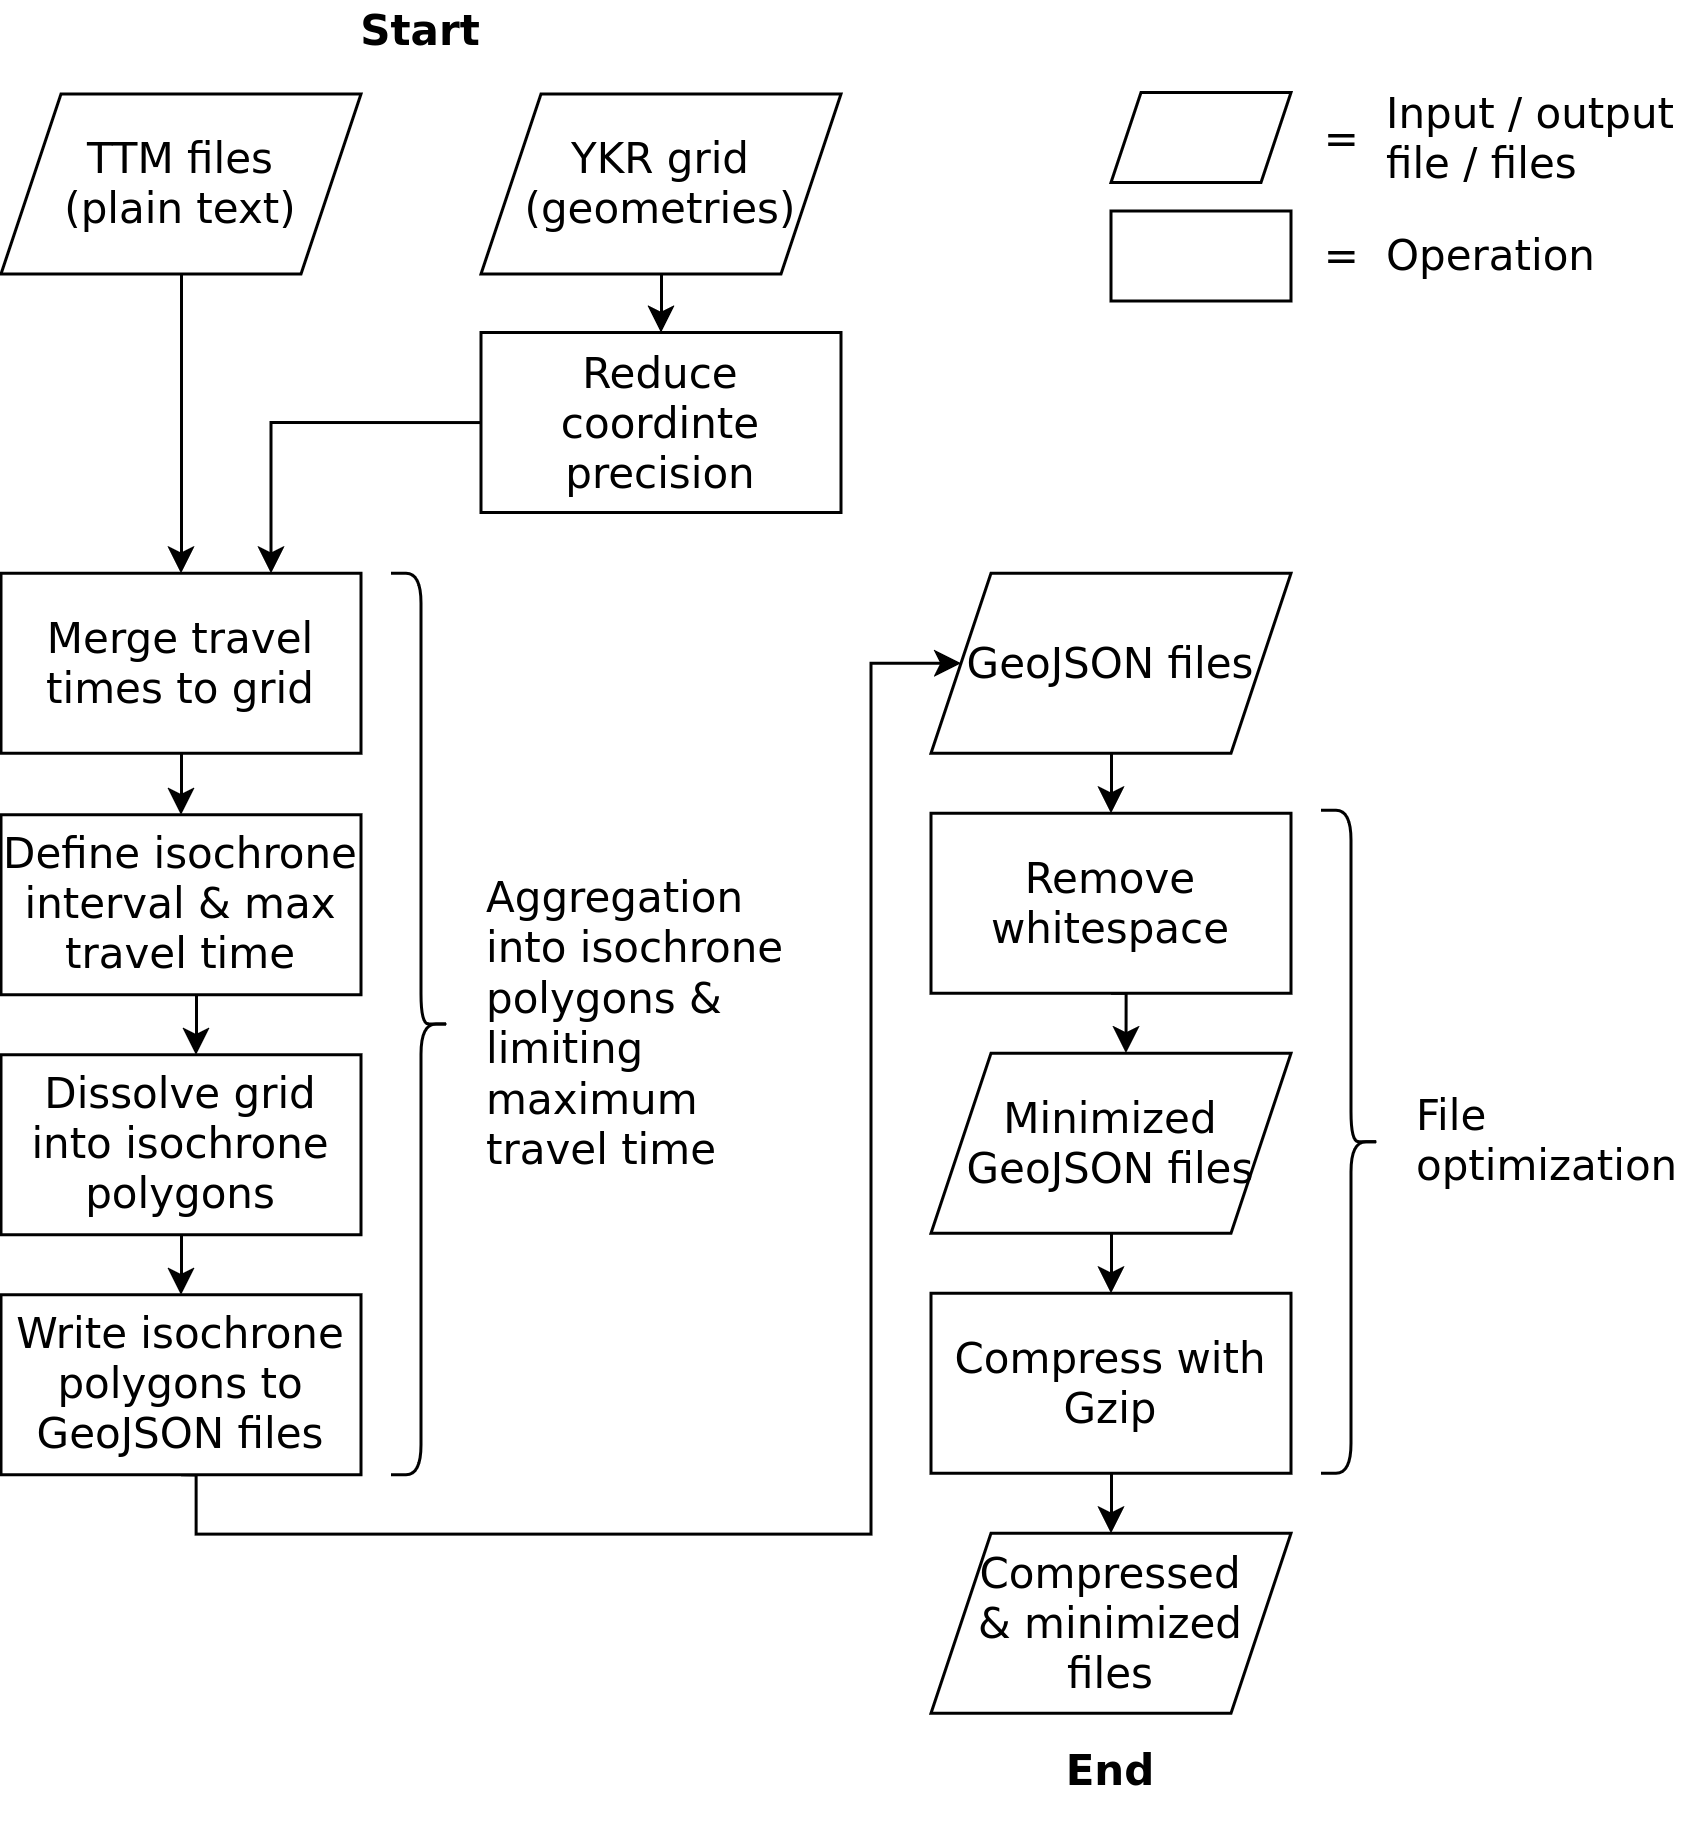 Start
TTM files
(plain text)
YKR grid
(geometries)
=
Input / output
file / files
=
Operation
Reduce
coordinte
precision
Merge travel
times to grid
Define isochrone
interval & max
travel time
Dissolve grid
into isochrone
polygons
Write isochrone
polygons to
GeoJSON files
Aggregation
into isochrone
polygons &
limiting
maximum
travel time
GeoJSON files
Remove
whitespace
Minimized
GeoJSON files
Compress with
Gzip
File
optimization
Compressed
& minimized
files
End